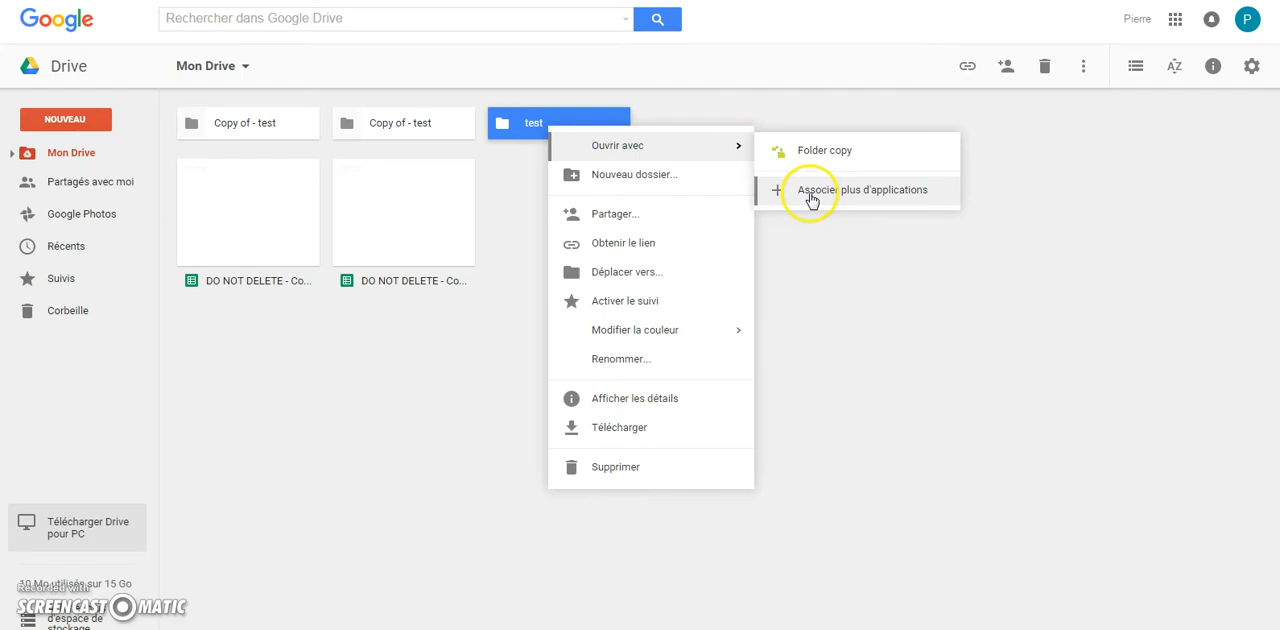 Google
Rechercher dans Google Drive
Pierre
P
Drive
Mon Drive
AZ
NOUVEAU
Mon Drive
Partagés avec moi
Google Photos
Récents
Suivis
Corbeille
Télécharger Drive
pour PC
10 Mo utilisés sur 15 Go
d'espace de
stockage
Copy of - test
Copy of - test
test
DO NOT DELETE - Co...
DO NOT DELETE - Co...
Ouvrir avec
Nouveau dossier...
Partager...
Obtenir le lien
Déplacer vers...
Activer le suivi
Modifier la couleur
Renommer...
Afficher les détails
Télécharger
Supprimer
Folder copy
Associer plus d'applications
Recorded with
SCREENCAST MATIC